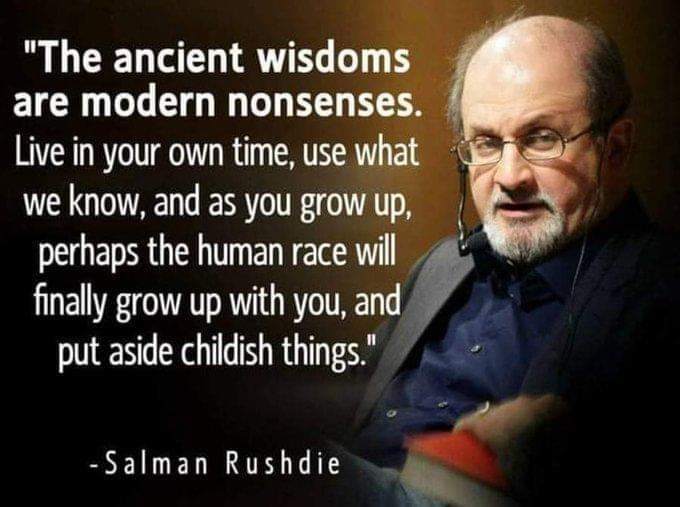 "The ancient wisdoms
are modern nonsenses.
Live in your own time, use what
we know, and as you grow up,
perhaps the human race will
finally grow up with you, and
put aside childish things."
-Salman Rushdie